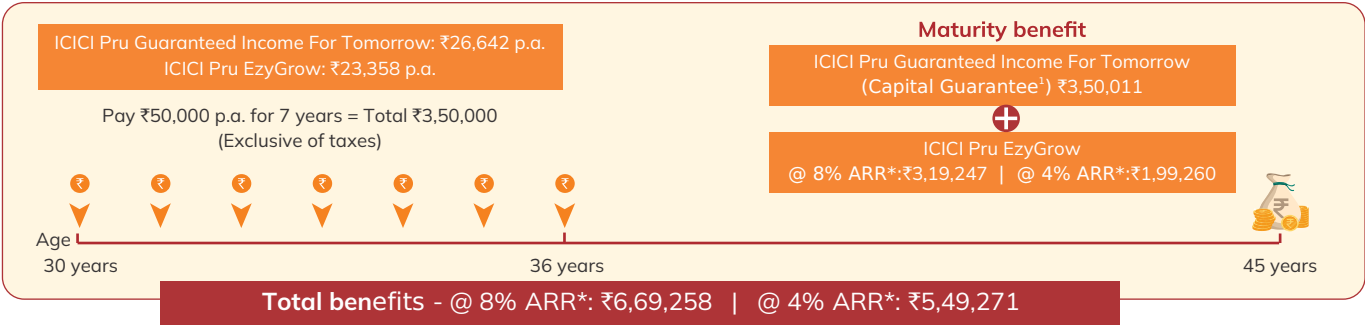 ICICI Pru Guaranteed Income For Tomorrow: ₹26,642 p.a.
ICICI Pru EzyGrow: ₹23,358 p.a.
Pay ₹50,000 p.a. for 7 years = Total ₹3,50,000
(Exclusive of taxes)
Maturity benefit
ICICI Pru Guaranteed Income For Tomorrow
(Capital Guarantee¹) ₹3,50,011
ICICI Pru EzyGrow
@ 8% ARR*:₹3,19,247 | @ 4% ARR*:₹1,99,260
₹ ₹ ₹ ₹ ₹ ₹ ₹
₹
₹
Age
30 years
36 years
45 years
Total benefits - @ 8% ARR*: ₹6,69,258 | @ 4% ARR*: ₹5,49,271